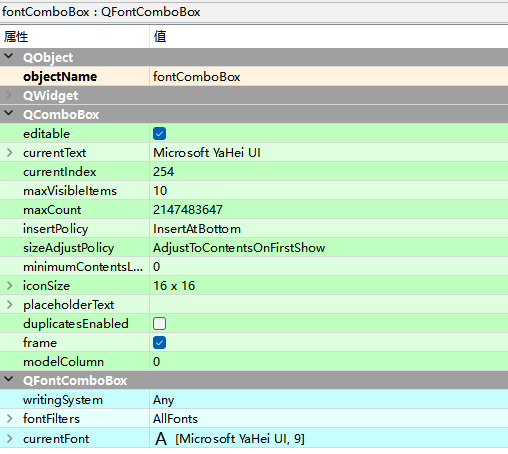 fontComboBox : QFontComboBox
属性 值
QObject
objectName fontComboBox
QWidget
QComboBox
editable
currentText Microsoft YaHei UI
currentIndex 254
maxVisibleItems 10
maxCount 2147483647
insertPolicy InsertAtBottom
sizeAdjustPolicy AdjustToContentsOnFirstShow
minimumContentsL... 0
iconSize 16 x 16
placeholderText
duplicatesEnabled
frame
modelColumn 0
QFontComboBox
writingSystem Any
fontFilters AllFonts
currentFont A [Microsoft YaHei UI, 9]